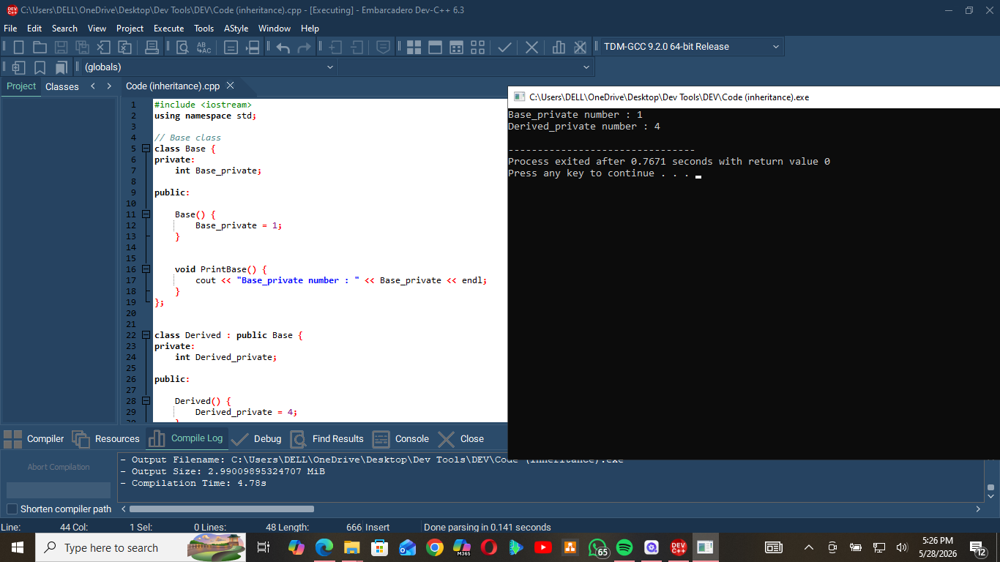 C:\Users\DELL\OneDrive\Desktop\Dev Tools\DEV\Code (inheritance).cpp - [Executing] - Embarcadero Dev-C++ 6.3
File Edit Search View Project Execute Tools AStyle Window Help
TDM-GCC 9.2.0 64-bit Release
(globals)
Project Classes
Code (inheritance).cpp
1 #include <iostream>
2 using namespace std;
3
4 // Base class
5 class Base {
6 private:
7     int Base_private;
8
9 public:
10
11     Base() {
12         Base_private = 1;
13     }
14
15
16     void PrintBase() {
17         cout << "Base_private number : " << Base_private << endl;
18     }
19 };
20
21
22 class Derived : public Base {
23 private:
24     int Derived_private;
25
26 public:
27
28     Derived() {
29         Derived_private = 4;
30     }
C:\Users\DELL\OneDrive\Desktop\Dev Tools\DEV\Code (inheritance).exe
Base_private number : 1
Derived_private number : 4
--------------------------------
Process exited after 0.7671 seconds with return value 0
Press any key to continue . . .
Compiler Resources Compile Log Debug Find Results Console Close
Abort Compilation
Shorten compiler path
- Output Filename: C:\Users\DELL\OneDrive\Desktop\Dev Tools\DEV\Code (inheritance).exe
- Output Size: 2.99009895324707 MiB
- Compilation Time: 4.78s
Line: 44 Col: 1 Sel: 0 Lines: 48 Length: 666 Insert Done parsing in 0.141 seconds
Type here to search
M365
65
DEV C++
5:26 PM
5/28/2026
12